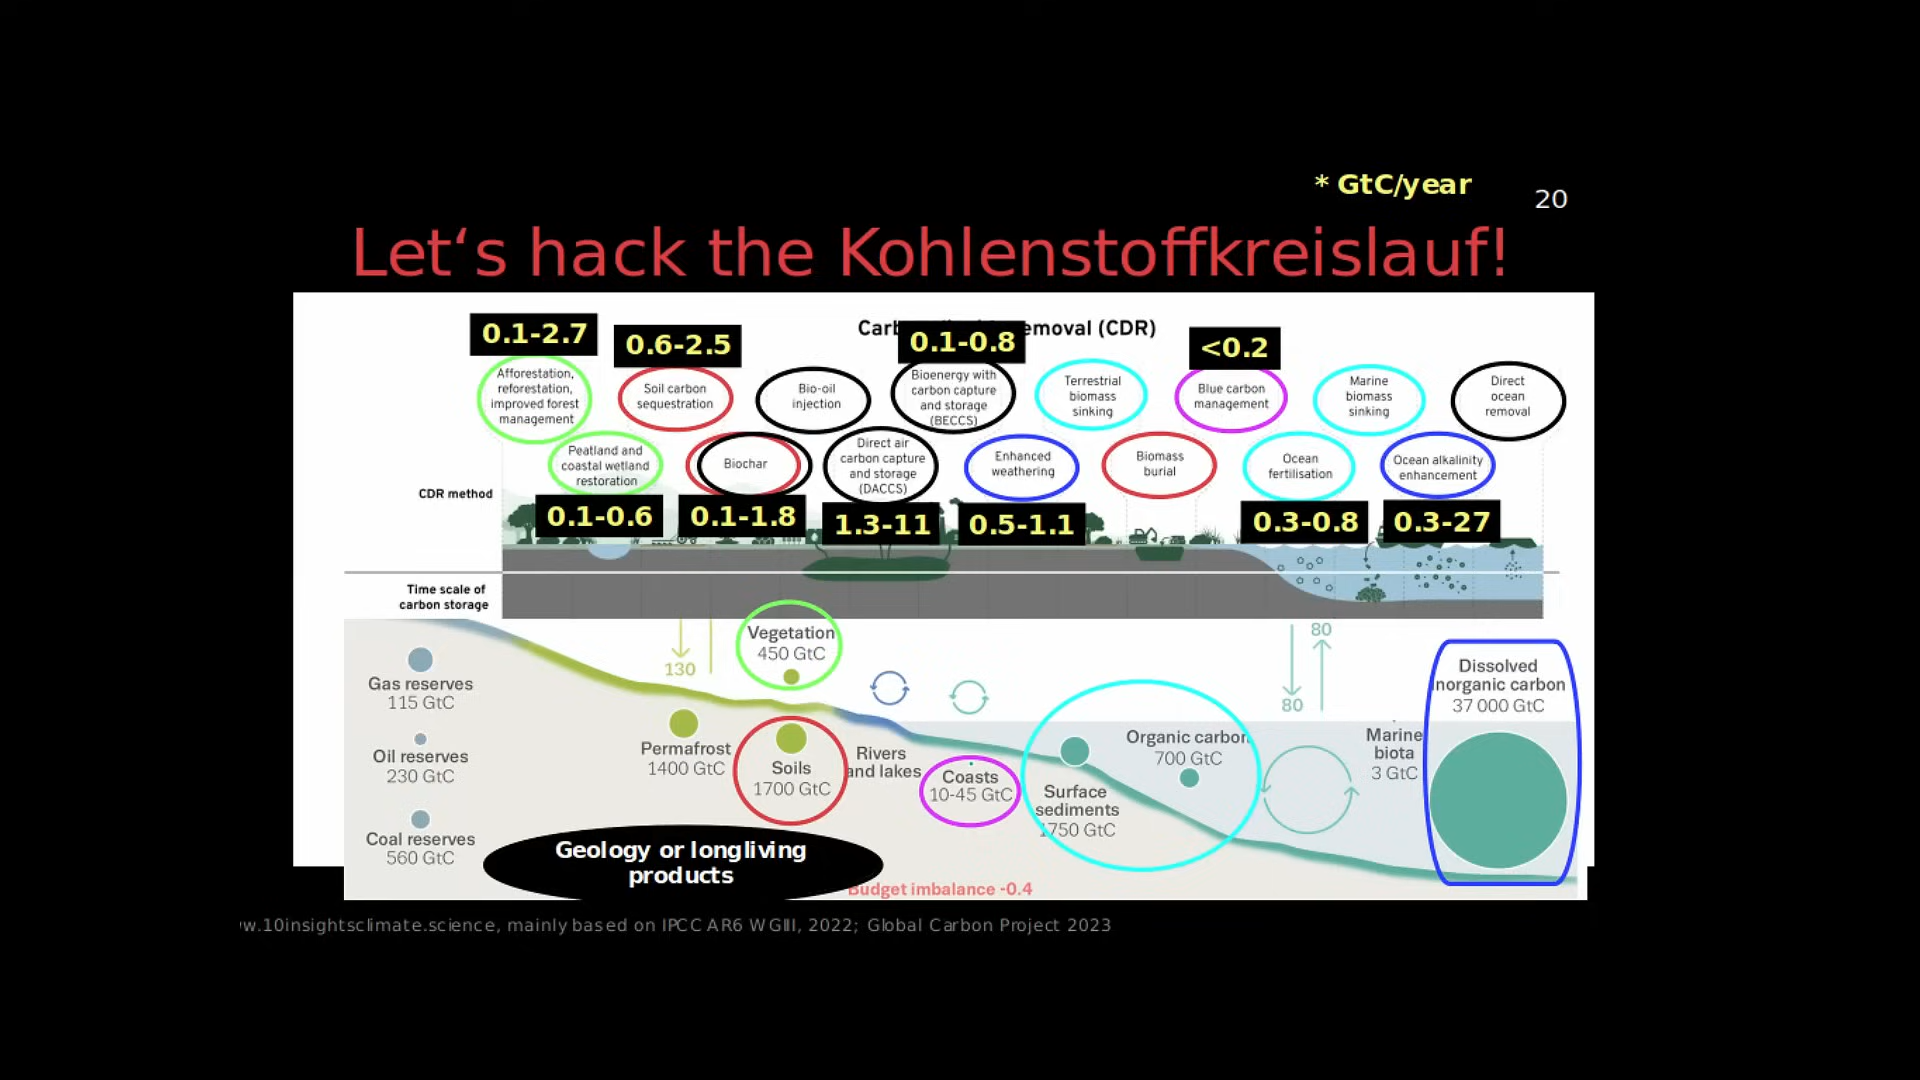 * GtC/year
20
Let‘s hack the Kohlenstoffkreislauf!
emoval (CDR)
0.1-2.7
0.6-2.5
0.1-0.8
<0.2
Afforestation,
reforestation,
improved forest
management
Soil carbon
sequestration
Bio-oil
injection
Bioenergy with
carbon capture
and storage
(BECCS)
Terrestrial
biomass
sinking
Blue carbon
management
Marine
biomass
sinking
Direct
ocean
removal
Peatland and
coastal wetland
restoration
Biochar
Direct air
carbon capture
and storage
(DACCS)
Enhanced
weathering
Biomass
burial
Ocean
fertilisation
Ocean alkalinity
enhancement
CDR method
0.1-0.6
0.1-1.8
1.3-11
0.5-1.1
0.3-0.8
0.3-27
Time scale of
carbon storage
130
Vegetation
450 GtC
80
80
Gas reserves
115 GtC
Oil reserves
230 GtC
Coal reserves
560 GtC
Permafrost
1400 GtC
Soils
1700 GtC
Rivers
and lakes
Coasts
10-45 GtC
Surface
sediments
1750 GtC
Organic carbon
700 GtC
Marine
biota
3 GtC
Dissolved
inorganic carbon
37 000 GtC
Geology or longliving
products
Budget imbalance -0.4
w.10insightsclimate.science, mainly based on IPCC AR6 WGIII, 2022; Global Carbon Project 2023